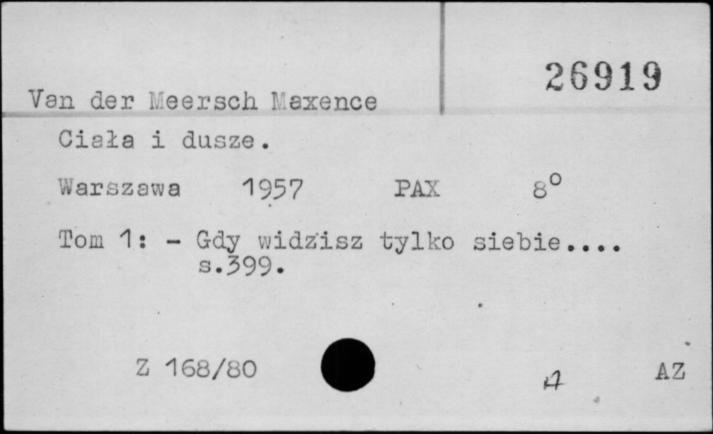 26919
Van der Meersch Maxence
Ciała i dusze.
Warszawa 1957 PAX 8°
Tom 1: - Gdy widzisz tylko siebie....
s.399.
Z 168/80 AZ